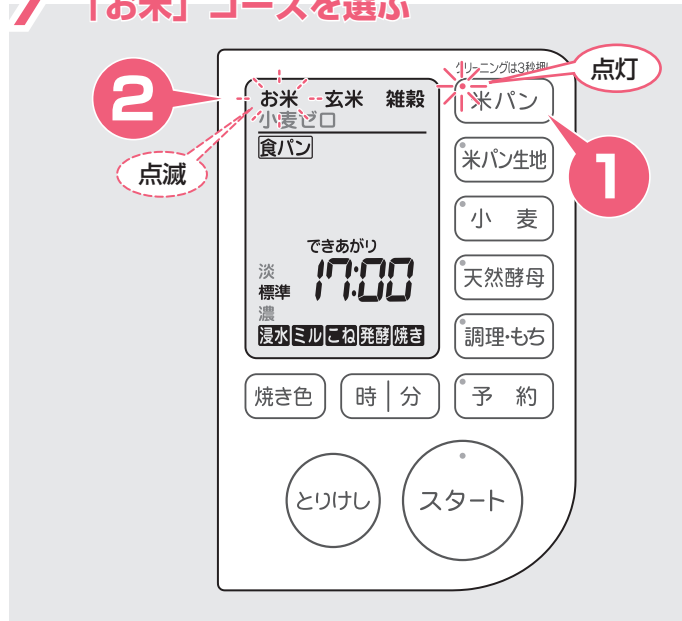 7 「お米」コースを選ぶ
クリーニングは3秒押し
点灯
2
お米 玄米 雑穀
米パン
小麦ゼロ
1
食パン
点滅
米パン生地
小 麦
できあがり
淡
17:00
天然酵母
標準
濃
浸水 ミル こね 発酵 焼き
調理・もち
焼き色
時 | 分
予 約
とりけし
スタート